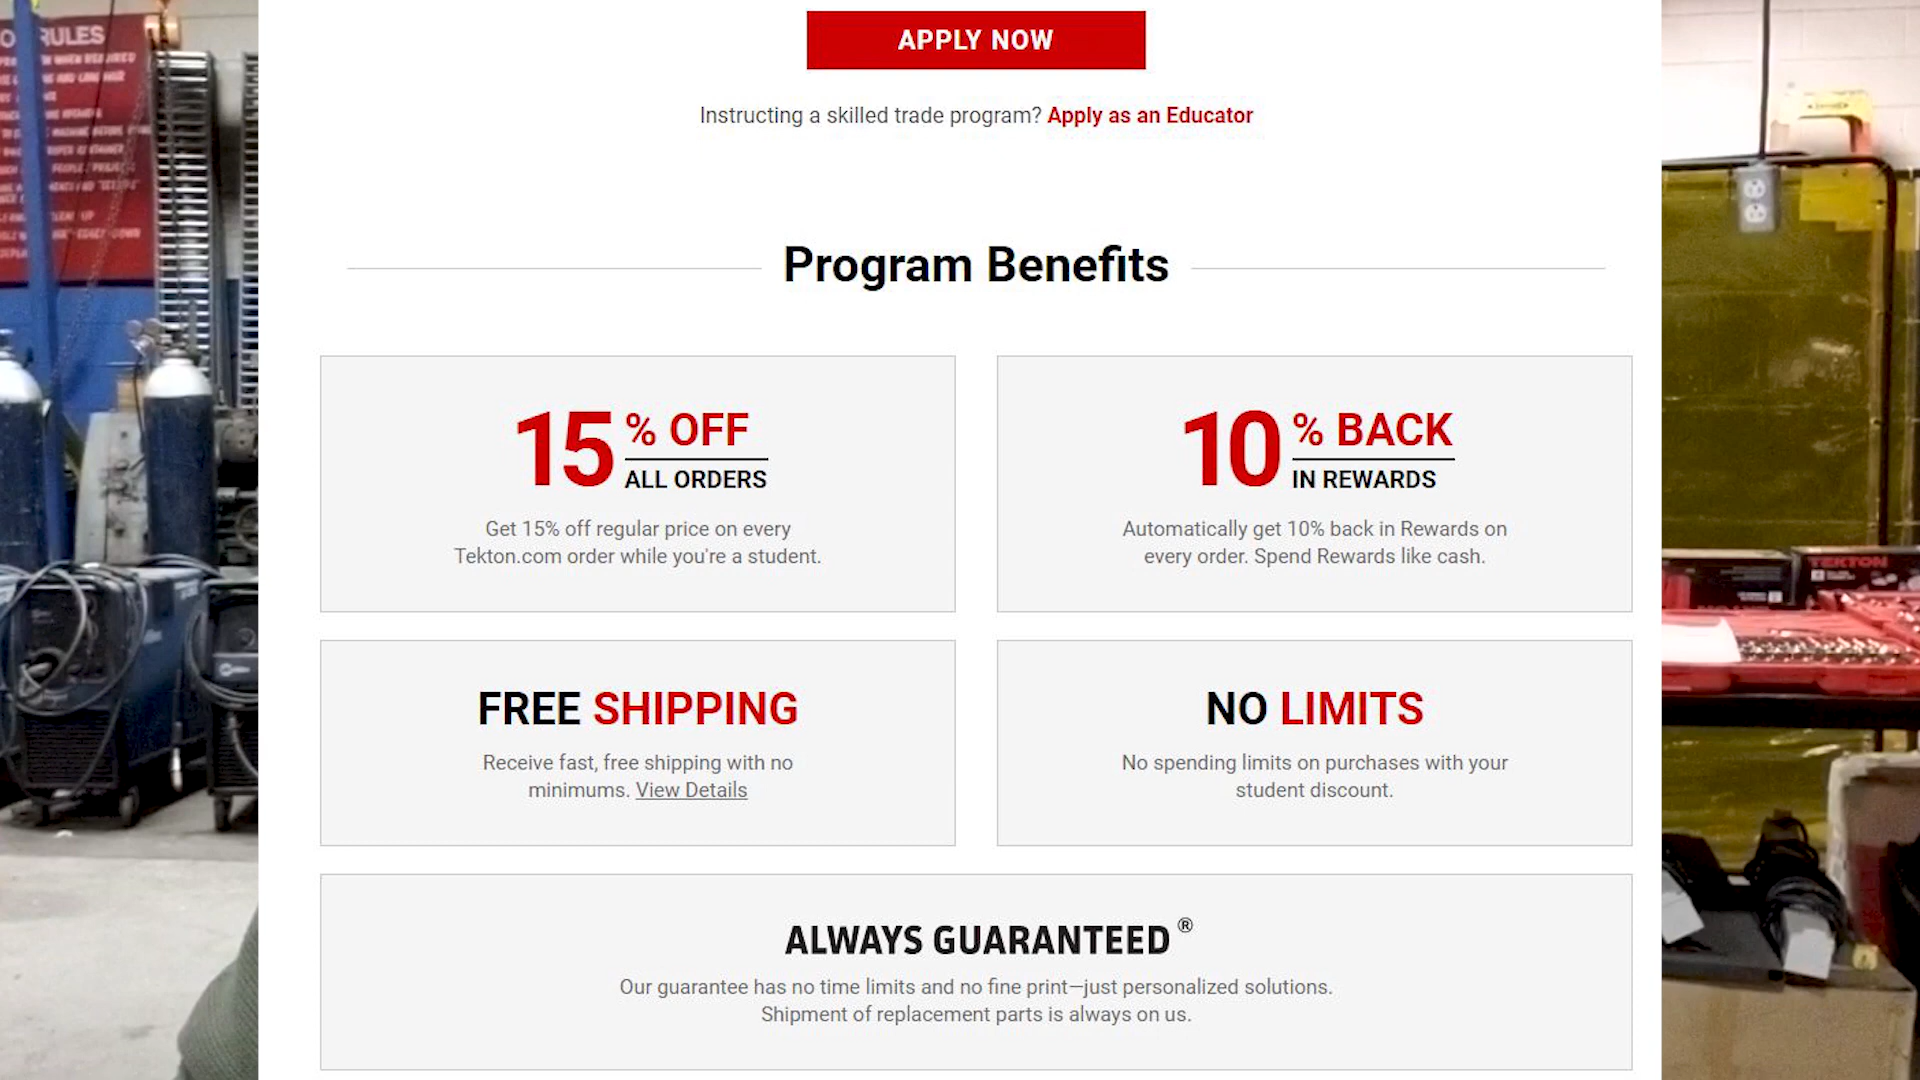 APPLY NOW
Instructing a skilled trade program? Apply as an Educator
Program Benefits
15% OFF
ALL ORDERS
Get 15% off regular price on every
Tekton.com order while you're a student.
10% BACK
IN REWARDS
Automatically get 10% back in Rewards on
every order. Spend Rewards like cash.
FREE SHIPPING
Receive fast, free shipping with no
minimums. View Details
NO LIMITS
No spending limits on purchases with your
student discount.
ALWAYS GUARANTEED®
Our guarantee has no time limits and no fine print—just personalized solutions.
Shipment of replacement parts is always on us.
RULES
TEKTON